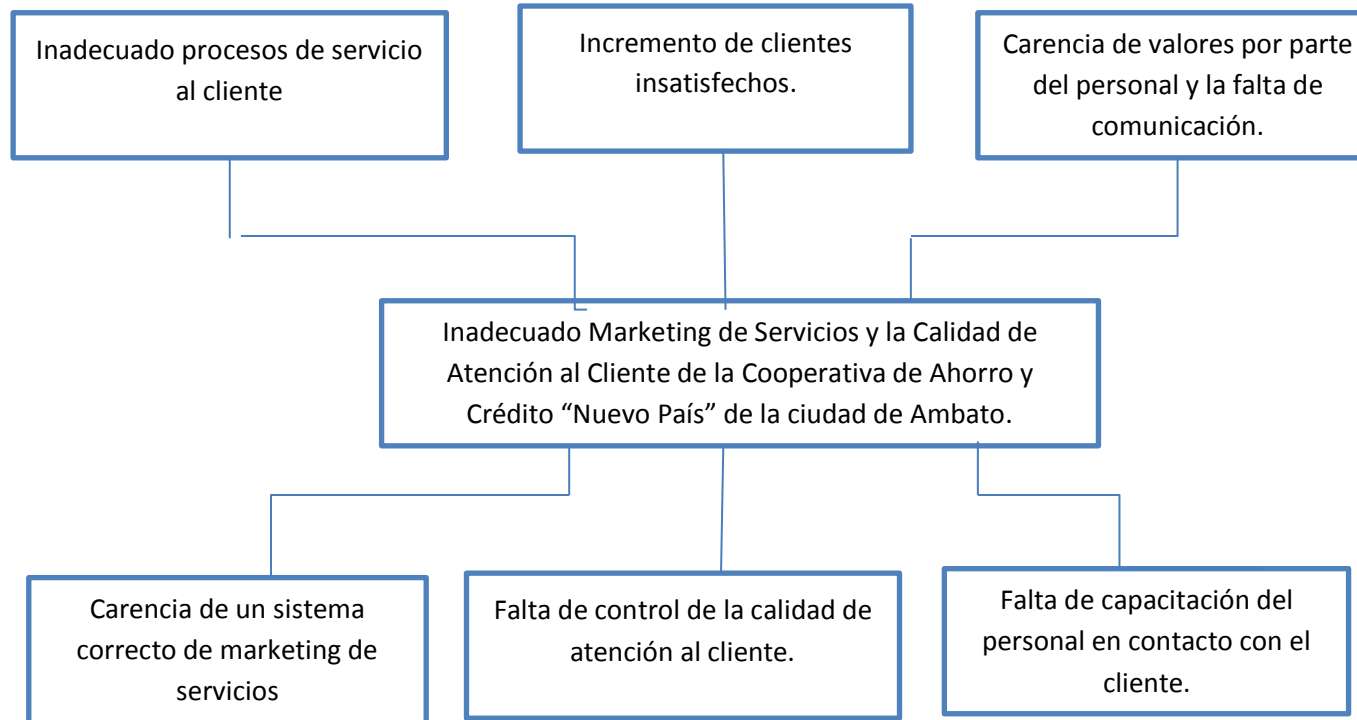 Inadecuado procesos de servicio
al cliente
Incremento de clientes
insatisfechos.
Carencia de valores por parte
del personal y la falta de
comunicación.
Inadecuado Marketing de Servicios y la Calidad de
Atención al Cliente de la Cooperativa de Ahorro y
Crédito “Nuevo País” de la ciudad de Ambato.
Carencia de un sistema
correcto de marketing de
servicios
Falta de control de la calidad de
atención al cliente.
Falta de capacitación del
personal en contacto con el
cliente.